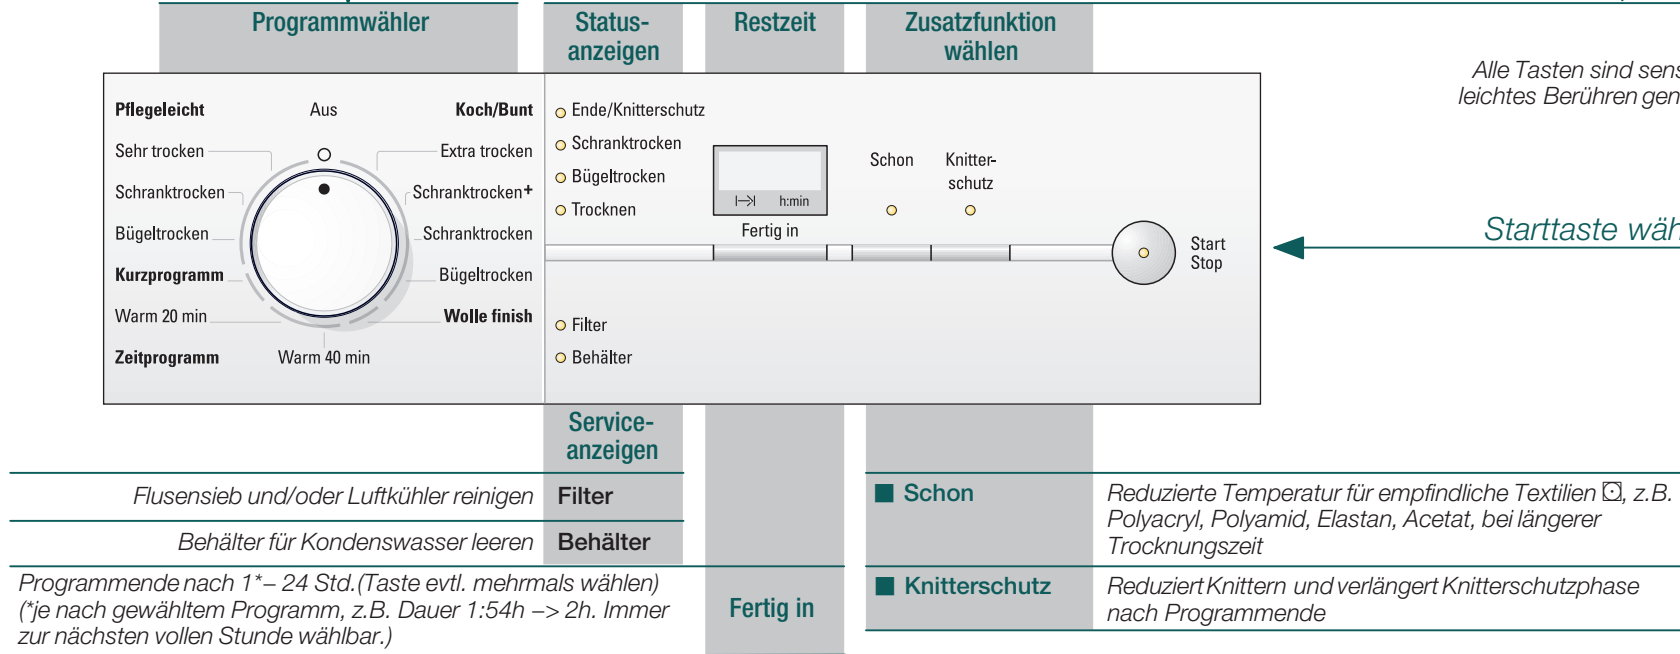 Programmwähler
Status-
anzeigen
Restzeit
Zusatzfunktion
wählen
Alle Tasten sind
leichtes Berühren
Pflegeleicht
Aus
Koch/Bunt
Sehr trocken
Extra trocken
Schranktrocken
Schranktrocken+
Bügeltrocken
Schranktrocken
Kurzprogramm
Bügeltrocken
Warm 20 min
Wolle finish
Zeitprogramm
Warm 40 min
Ende/Knitterschutz
Schranktrocken
Bügeltrocken
Trocknen
h:min
Fertig in
Schon
Knitter-
schutz
Start
Stop
Starttaste
Filter
Behälter
Service-
anzeigen
Flusensieb und/oder Luftkühler reinigen Filter
Behälter für Kondenswasser leeren Behälter
Programmende nach 1*– 24 Std.(Taste evtl. mehrmals wählen)
(*je nach gewähltem Programm, z.B. Dauer 1:54h –> 2h. Immer
zur nächsten vollen Stunde wählbar.)
Fertig in
Schon
Reduzierte Temperatur für empfindliche Textilien, z.B.
Polyacryl, Polyamid, Elastan, Acetat, bei längerer
Trocknungszeit
Knitterschutz
Reduziert Knittern und verlängert Knitterschutzphase
nach Programmende